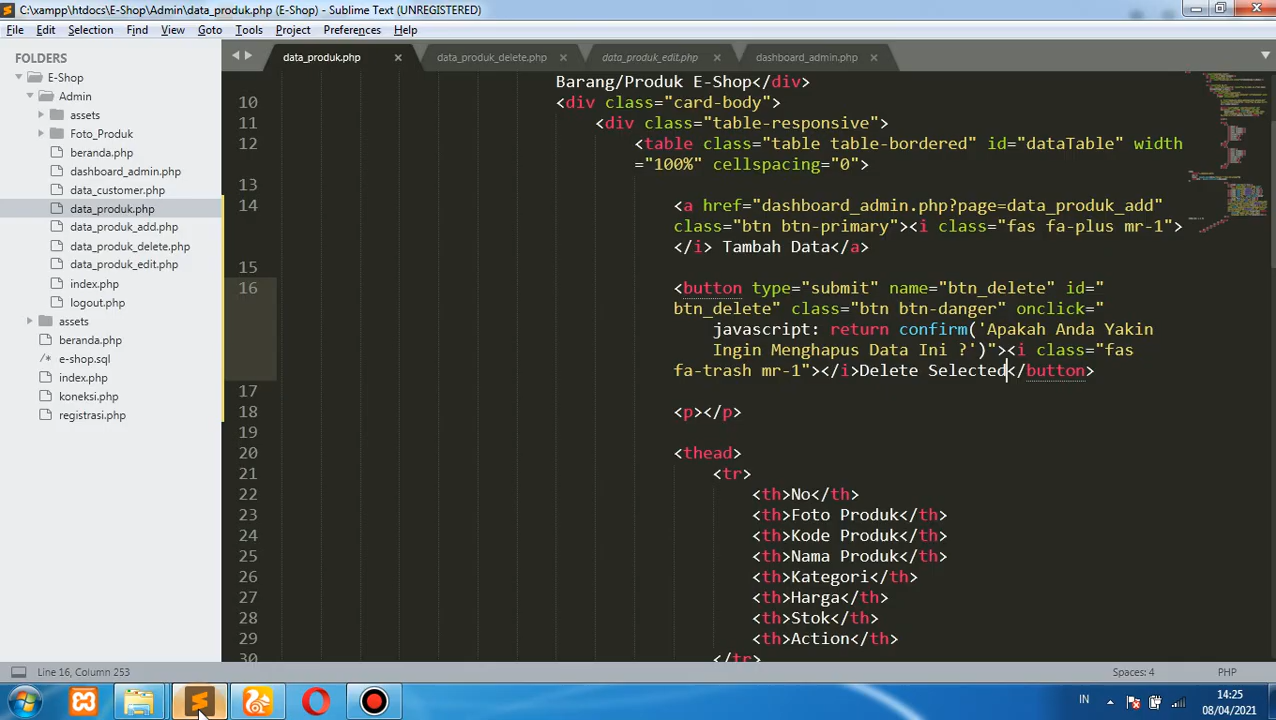 C:\xampp\htdocs\E-Shop\Admin\data_produk.php (E-Shop) - Sublime Text (UNREGISTERED)
File Edit Selection Find View Goto Tools Project Preferences Help
FOLDERS
E-Shop
Admin
assets
Foto_Produk
beranda.php
dashboard_admin.php
data_customer.php
data_produk.php
data_produk_add.php
data_produk_delete.php
data_produk_edit.php
index.php
logout.php
assets
beranda.php
e-shop.sql
index.php
koneksi.php
registrasi.php
data_produk.php data_produk_delete.php data_produk_edit.php dashboard_admin.php
Barang/Produk E-Shop</div>
10 <div class="card-body">
11 <div class="table-responsive">
12 <table class="table table-bordered" id="dataTable" width
="100%" cellspacing="0">
13
14 <a href="dashboard_admin.php?page=data_produk_add"
class="btn btn-primary"><i class="fas fa-plus mr-1">
</i> Tambah Data</a>
15
16 <button type="submit" name="btn_delete" id="
btn_delete" class="btn btn-danger" onclick="
javascript: return confirm('Apakah Anda Yakin
Ingin Menghapus Data Ini ?')"><i class="fas
fa-trash mr-1"></i>Delete Selected</button>
17
18 <p></p>
19
20 <thead>
21 <tr>
22 <th>No</th>
23 <th>Foto Produk</th>
24 <th>Kode Produk</th>
25 <th>Nama Produk</th>
26 <th>Kategori</th>
27 <th>Harga</th>
28 <th>Stok</th>
29 <th>Action</th>
30 </tr>
Line 16, Column 253 Spaces: 4 PHP
IN 14:25
08/04/2021